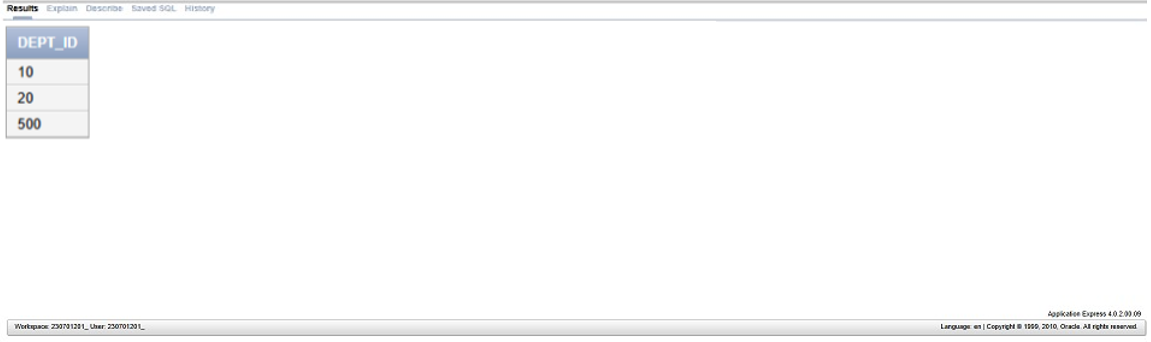 Results Explain Describe Saved SQL History
DEPT_ID
10
20
500
Application Express 4.0.2.00.09
Workspace: 230701201_ User: 230701201_
Language: en | Copyright © 1999, 2010, Oracle. All rights reserved.